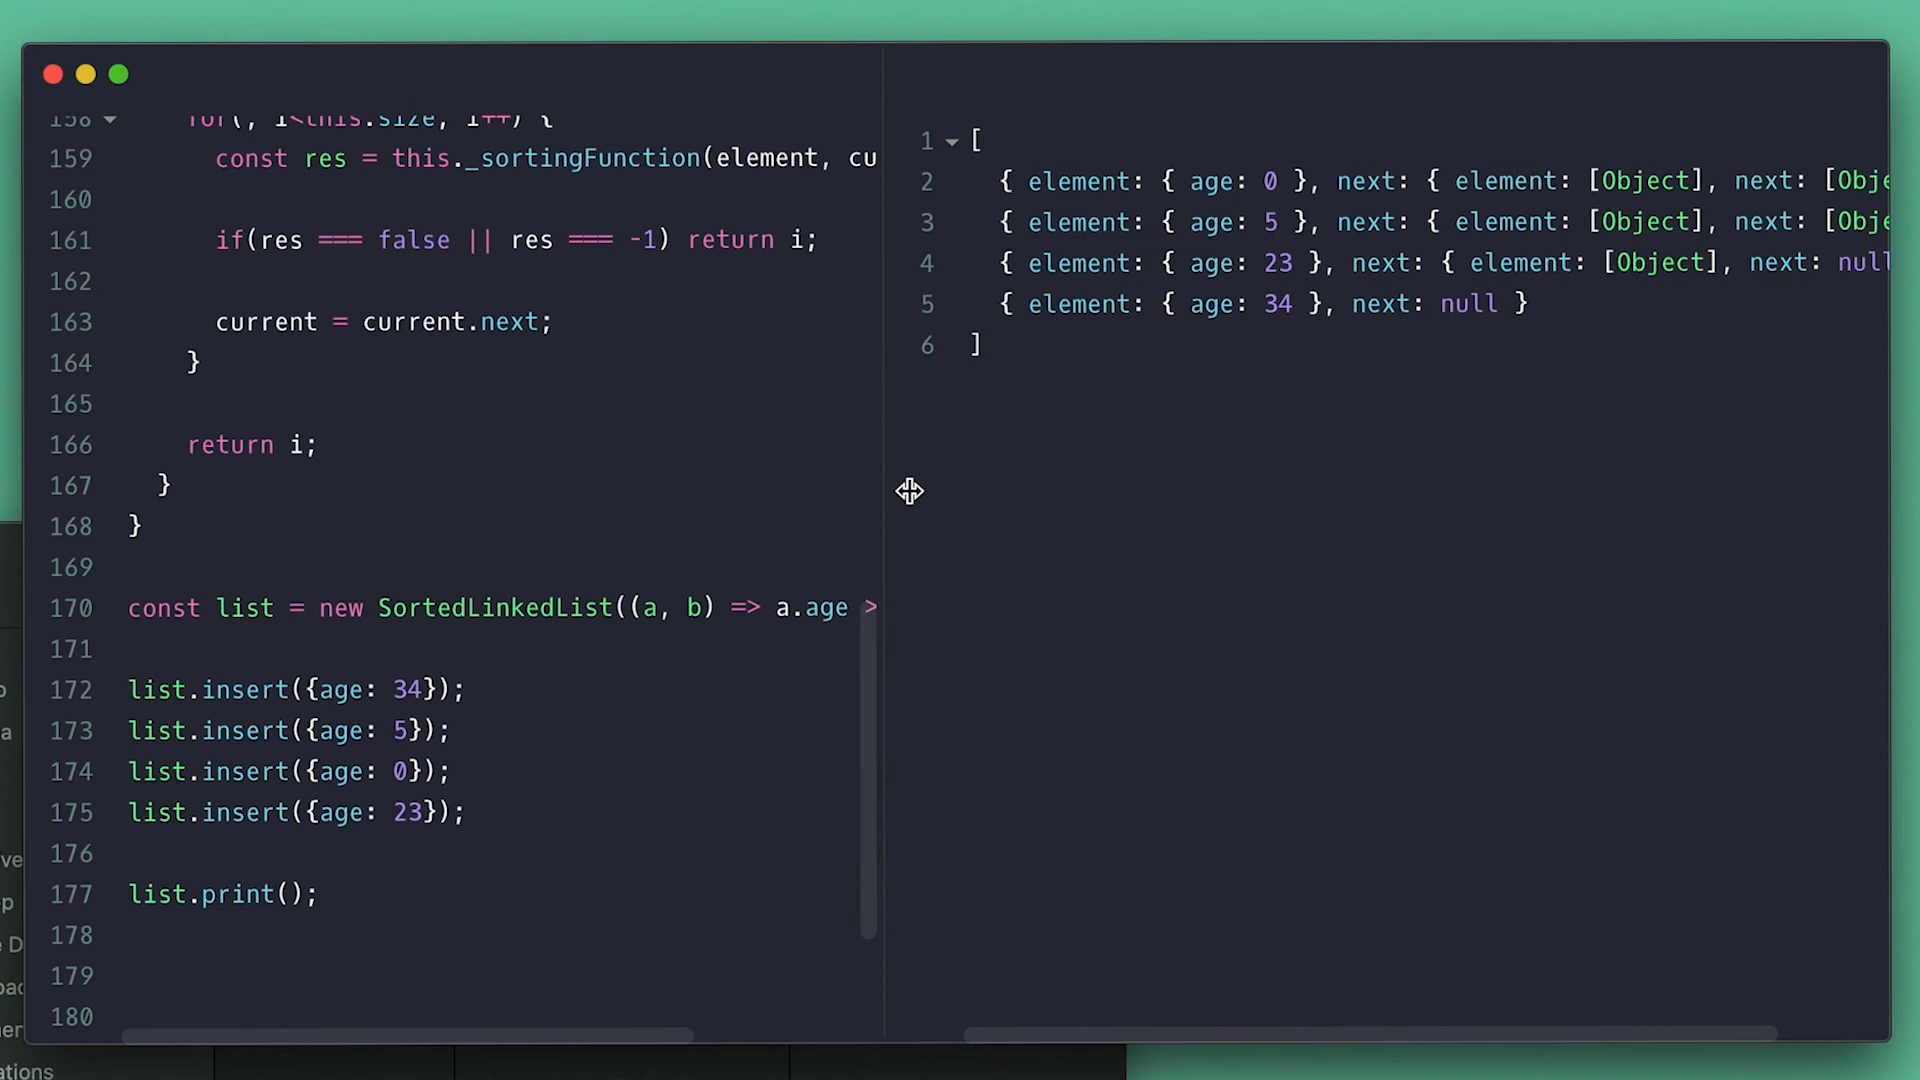 158 for(; i<this.size; i++) {
159 const res = this._sortingFunction(element, cu
160
161 if(res === false || res === -1) return i;
162
163 current = current.next;
164 }
165
166 return i;
167 }
168 }
169
170 const list = new SortedLinkedList((a, b) => a.age >
171
172 list.insert({age: 34});
173 list.insert({age: 5});
174 list.insert({age: 0});
175 list.insert({age: 23});
176
177 list.print();
178
179
180
1 [
2 { element: { age: 0 }, next: { element: [Object], next: [Obje
3 { element: { age: 5 }, next: { element: [Object], next: [Obje
4 { element: { age: 23 }, next: { element: [Object], next: null
5 { element: { age: 34 }, next: null }
6 ]
ations